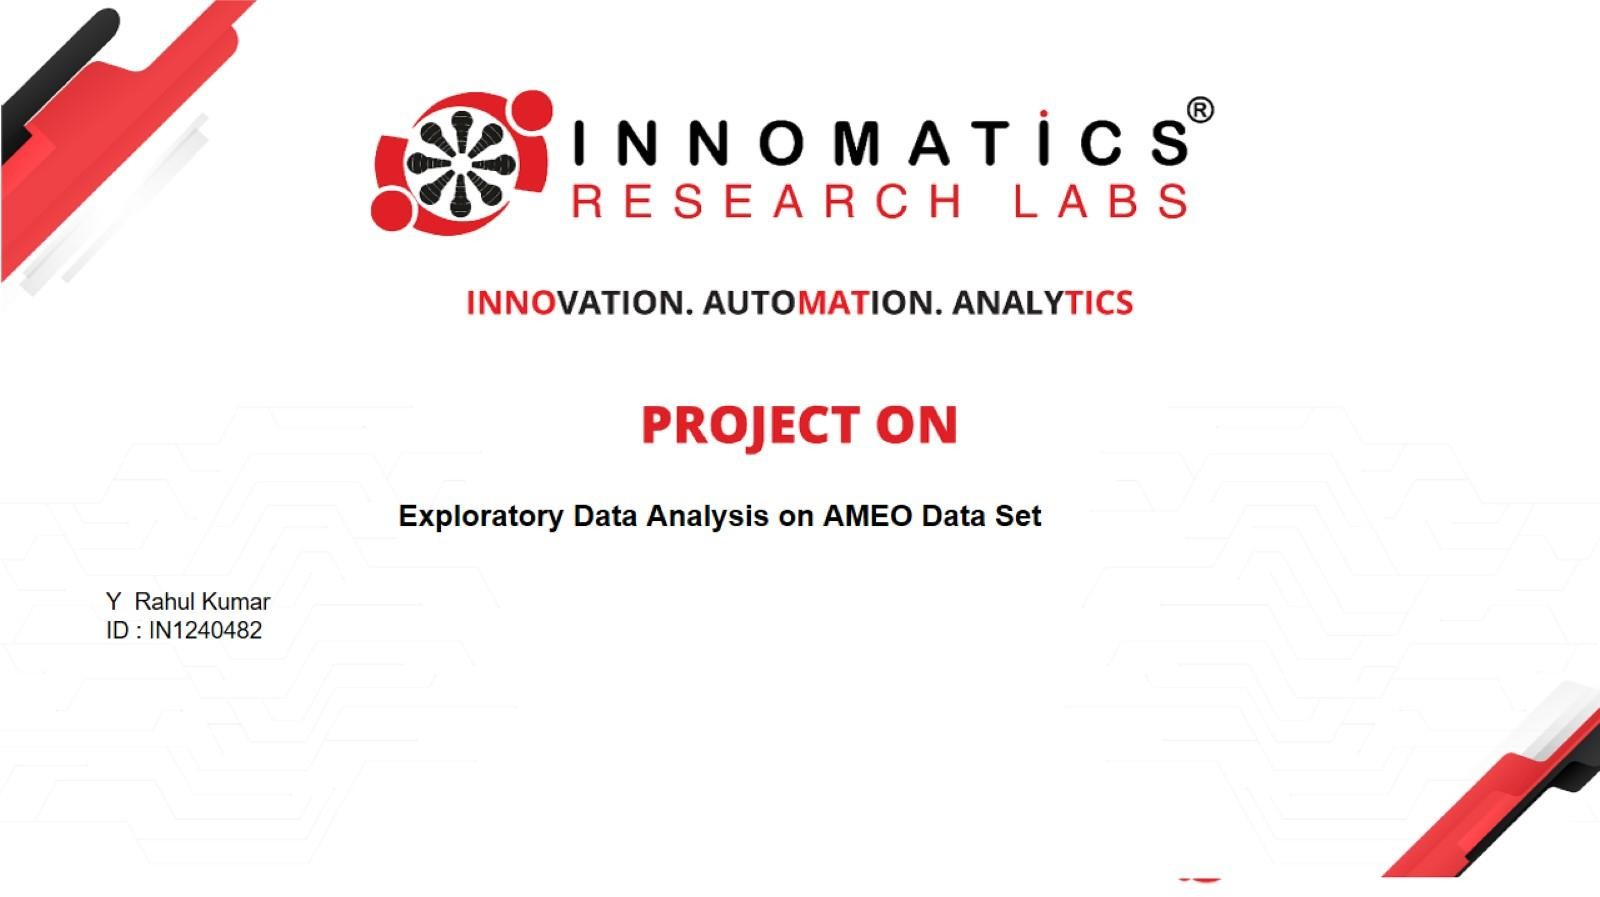 INNOMATICS®
RESEARCH LABS
INNOVATION. AUTOMATION. ANALYTICS
PROJECT ON
Exploratory Data Analysis on AMEO Data Set
Y  Rahul Kumar
ID : IN1240482